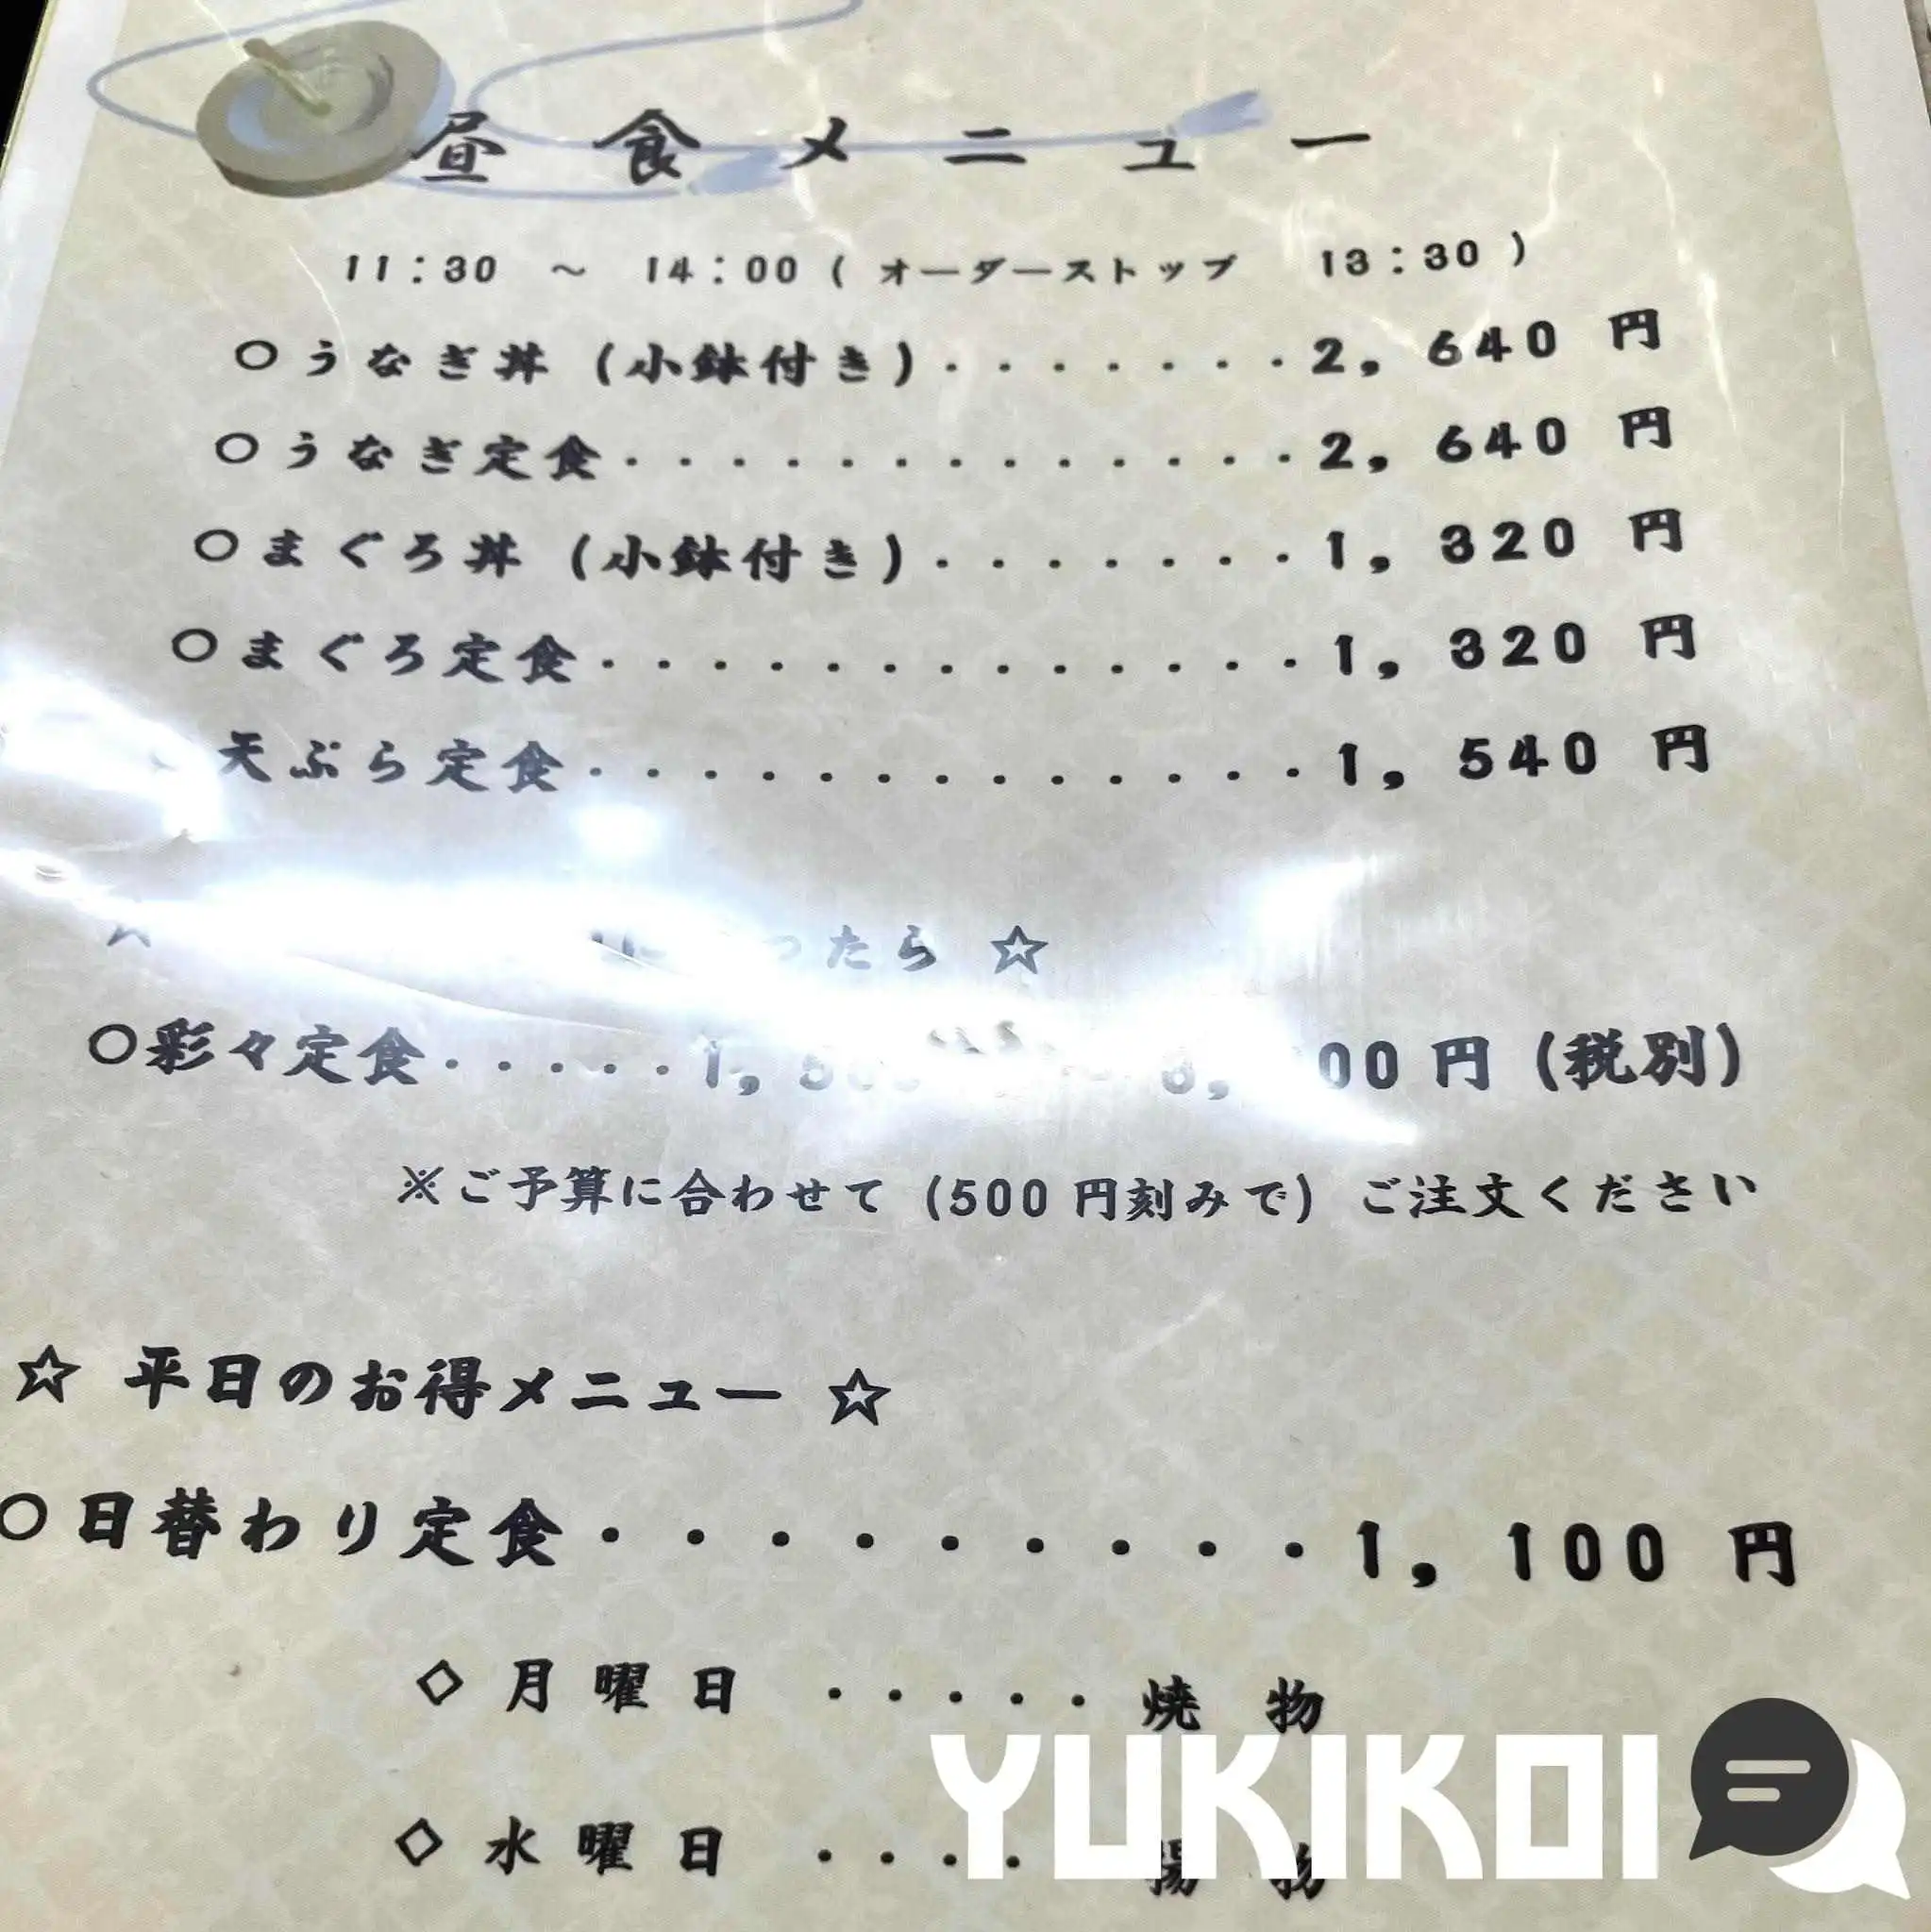 昼食メニュー
11:30 ～ 14:00 ( オーダーストップ 13:30 )
○うなぎ丼 (小鉢付き)・・・・・・・2,640 円
○うなぎ定食・・・・・・・・・・・・・2,640 円
○まぐろ丼 (小鉢付き)・・・・・・・1,320 円
○まぐろ定食・・・・・・・・・・・・・1,320 円
天ぷら定食・・・・・・・・・・・・・1,540 円
☆ ったら ☆
○彩々定食・・・・・ 00円 (税別)
※ご予算に合わせて (500 円刻みで) ご注文ください
☆ 平日のお得メニュー ☆
○日替わり定食・・・・・・・・・1,100 円
◇月曜日 ・・・・・焼物
◇水曜日 ・・・・揚物
YUKIKOI